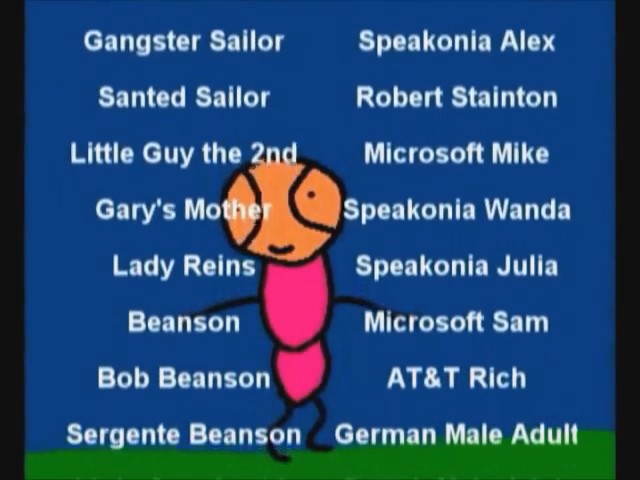 Gangster Sailor Speakonia Alex
Santed Sailor Robert Stainton
Little Guy the 2nd Microsoft Mike
Gary's Mother Speakonia Wanda
Lady Reins Speakonia Julia
Beanson Microsoft Sam
Bob Beanson AT&T Rich
Sergente Beanson German Male Adult